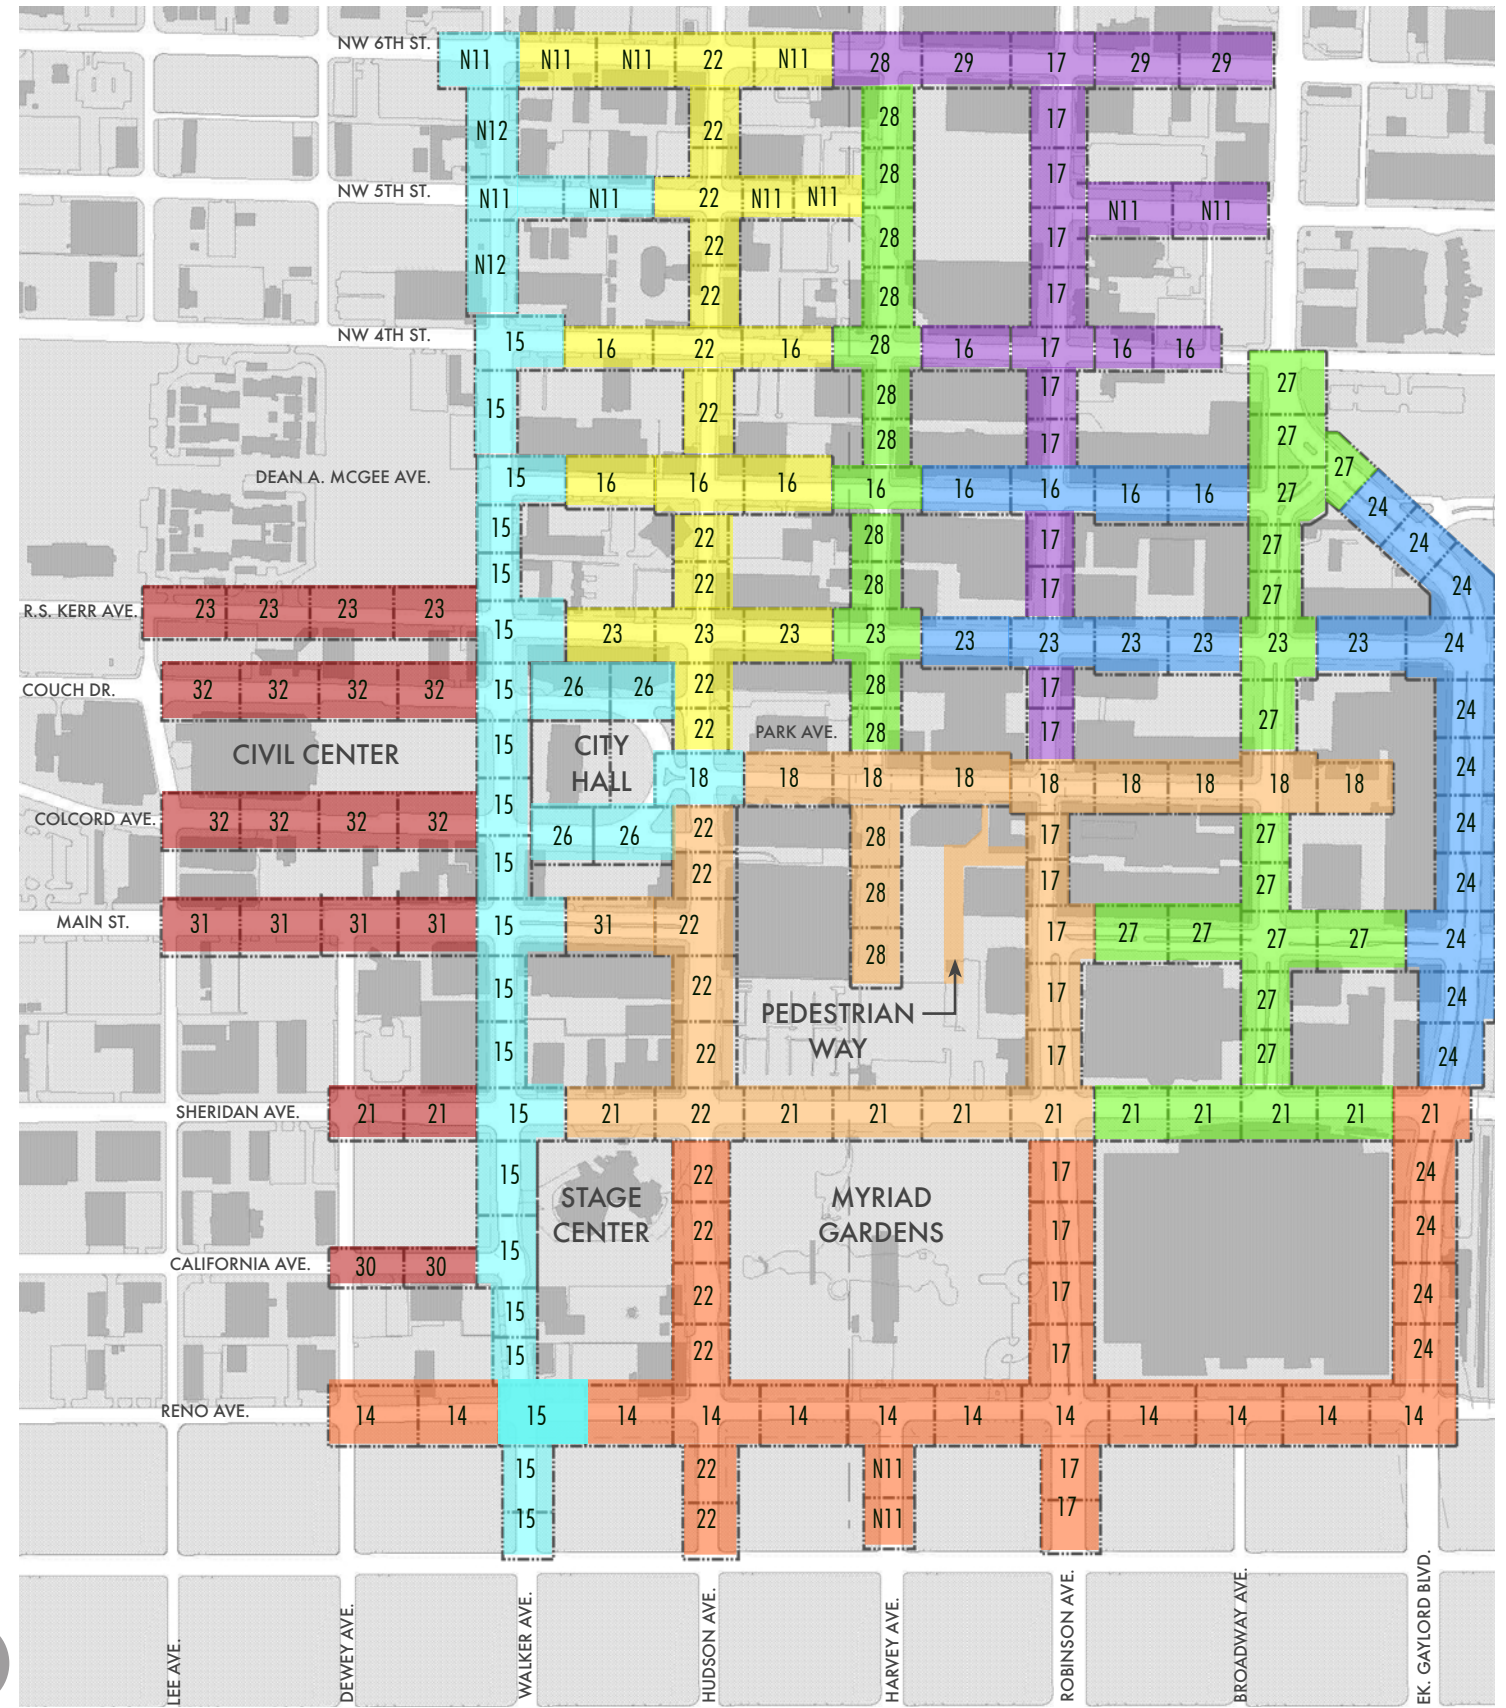 NW 6TH ST. N11 N11 N11 22 N11 28 29 17 29 29
N12 22 28 17
28 17
NW 5TH ST. N11 N11 22 N11 N11 N11 N11
N12 22 28 17
22 28 17
NW 4TH ST. 15 16 22 16 28 16 17 16 16
15 22 28 17 27
28 17 27
DEAN A. MCGEE AVE. 15 16 16 16 16 16 16 16 16 27 27
24
15 22 28 17 27 24
15 22 28 17 27 24
R.S. KERR AVE. 23 23 23 23 15 23 23 23 23 23 23 23 23 23 23 24
COUCH DR. 32 32 32 32 15 26 26 22 28 17 24
CIVIL CENTER 15 CITY HALL 22 PARK AVE. 28 17 27
18 18 18 18 18 18 18 18 18 24
COLCORD AVE. 32 32 32 32 15 26 26 22 28 17 27 24
15 22 28 17 27 24
MAIN ST. 31 31 31 31 15 31 22 28 17 27 27 27 27 24
15 22 17 27 24
PEDESTRIAN
WAY
15 22 17 27 24
SHERIDAN AVE. 21 21 15 21 22 21 21 21 21 21 21 21 21 21
15 22 17 24
STAGE
CENTER
MYRIAD
GARDENS
CALIFORNIA AVE. 30 30 15 22 17 24
15 22 17 24
15 22 17 24
RENO AVE. 14 14 15 14 14 14 14 14 14 14 14 14 14
15 22 N11 17
15 22 N11 17
LEE AVE.
DEWEY AVE.
WALKER AVE.
HUDSON AVE.
HARVEY AVE.
ROBINSON AVE.
BROADWAY AVE.
EK. GAYLORD BLVD.